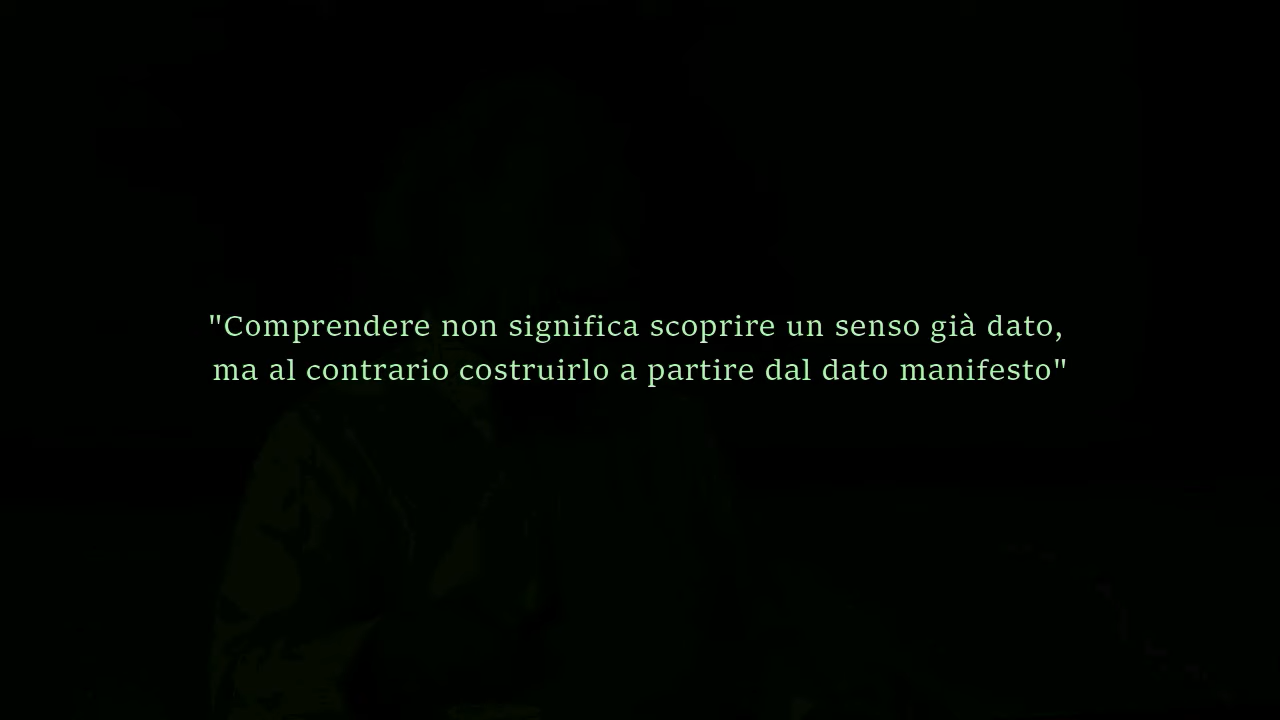 "Comprendere non significa scoprire un senso già dato,
ma al contrario costruirlo a partire dal dato manifesto"